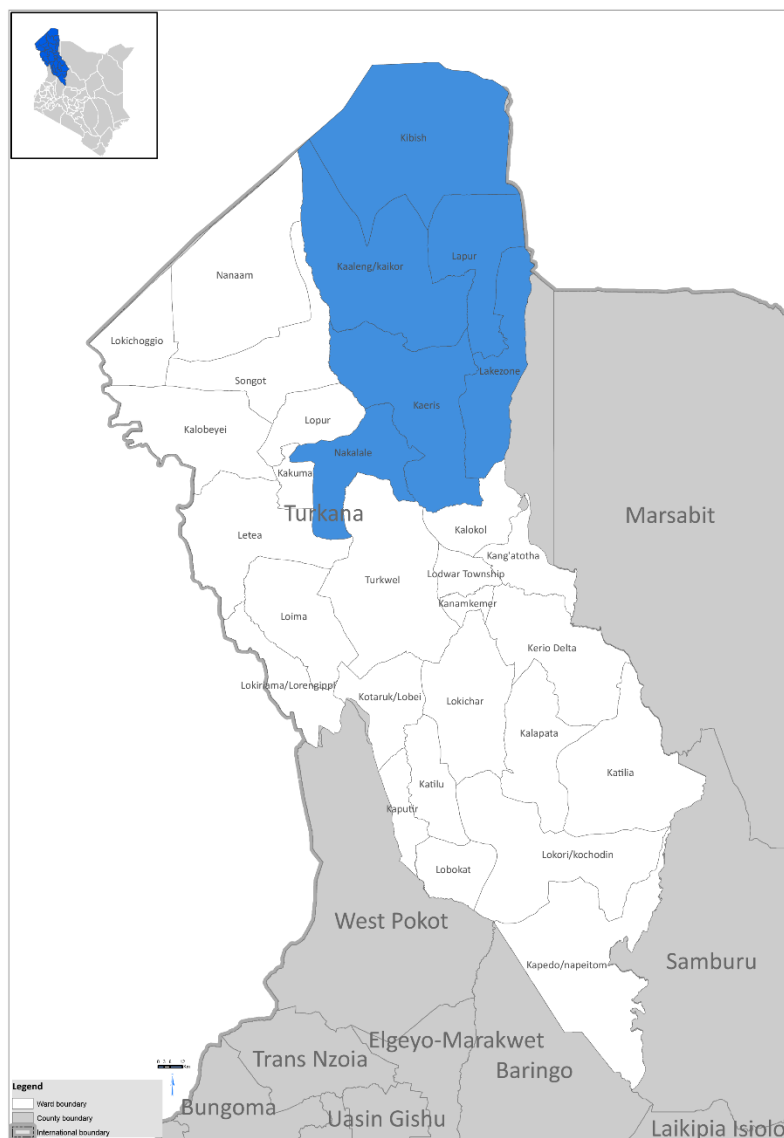 Kibish
Kaaleng/kaikor
Lapur
Nanaam
Lokichoggio
Songot
Lakezone
Kaeris
Lopur
Kalobeyei
Nakalale
Kakuma
Turkana
Marsabit
Letea
Kalokol
Kang'atotha
Lodwar Township
Turkwel
Kanamkemer
Loima
Kerio Delta
Lokiriama/Lorengippi
Kotaruk/Lobei
Lokichar
Kalapata
Katilia
Katilu
Kaputir
Lokori/kochodin
Lobokat
West Pokot
Kapedo/napeitom
Samburu
Elgeyo-Marakwet
Trans Nzoia
Baringo
Legend
Ward boundary
County boundary
International boundary
Bungoma
Uasin Gishu
Laikipia
Isiolo